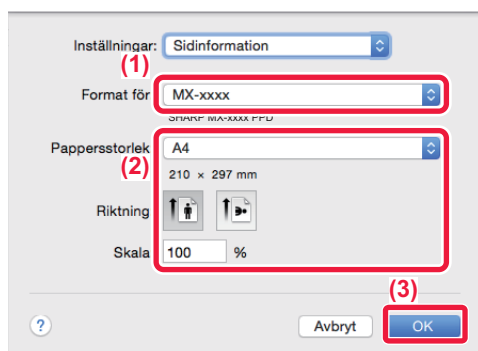 Inställningar: Sidinformation
(1)
Format för MX-xxxx
SHARP MX-xxxx PPD
Pappersstorlek A4
(2)
210 × 297 mm
Riktning
Skala 100 %
(3)
? Avbryt OK